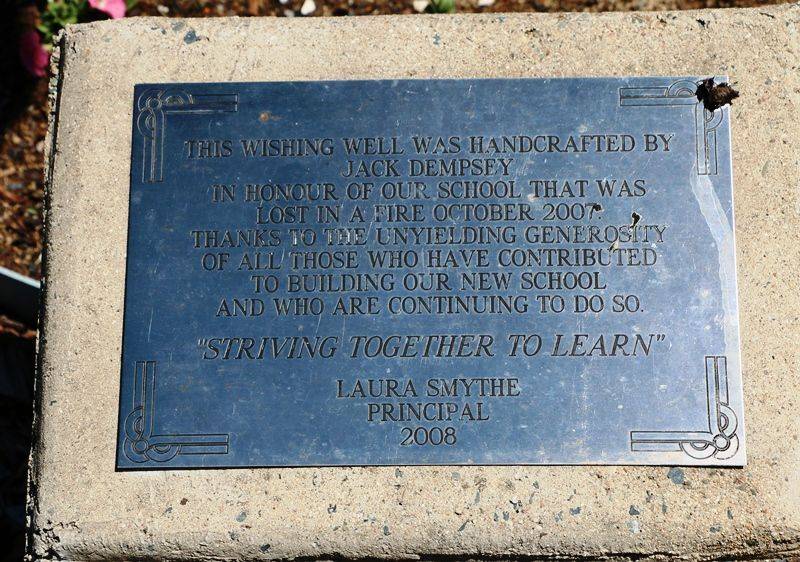 THIS WISHING WELL WAS HANDCRAFTED BY
JACK DEMPSEY
IN HONOUR OF OUR SCHOOL THAT WAS
LOST IN A FIRE OCTOBER 2007.
THANKS TO THE UNYIELDING GENEROSITY
OF ALL THOSE WHO HAVE CONTRIBUTED
TO BUILDING OUR NEW SCHOOL
AND WHO ARE CONTINUING TO DO SO.
"STRIVING TOGETHER TO LEARN"
LAURA SMYTHE
PRINCIPAL
2008